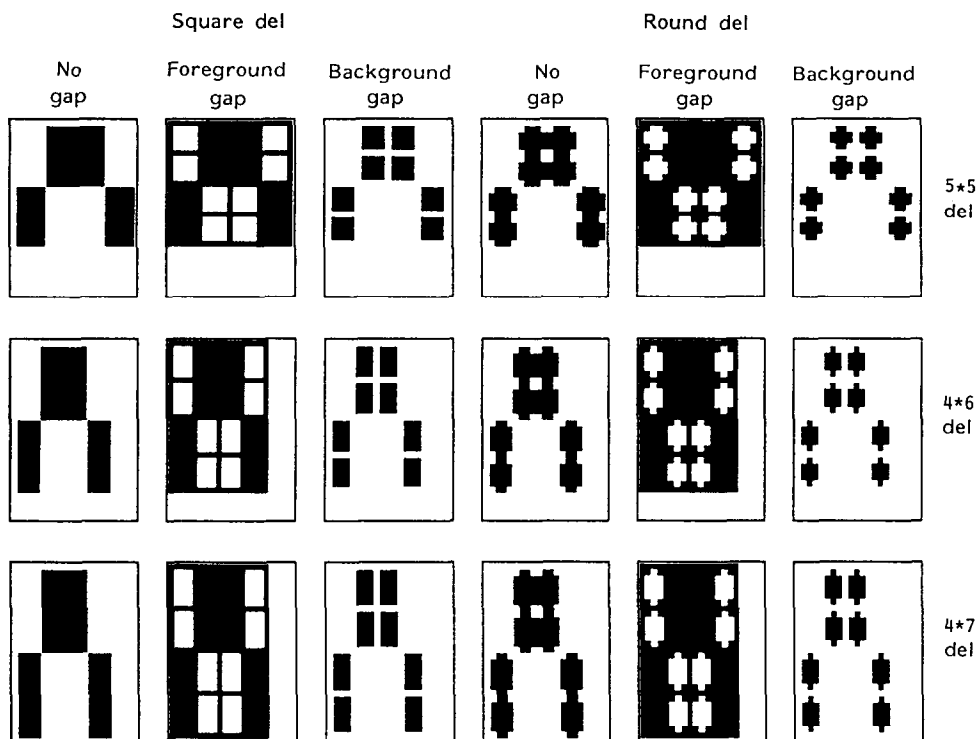 Square del
Round del
No gap
Foreground gap
Background gap
No gap
Foreground gap
Background gap
5*5 del
4*6 del
4*7 del